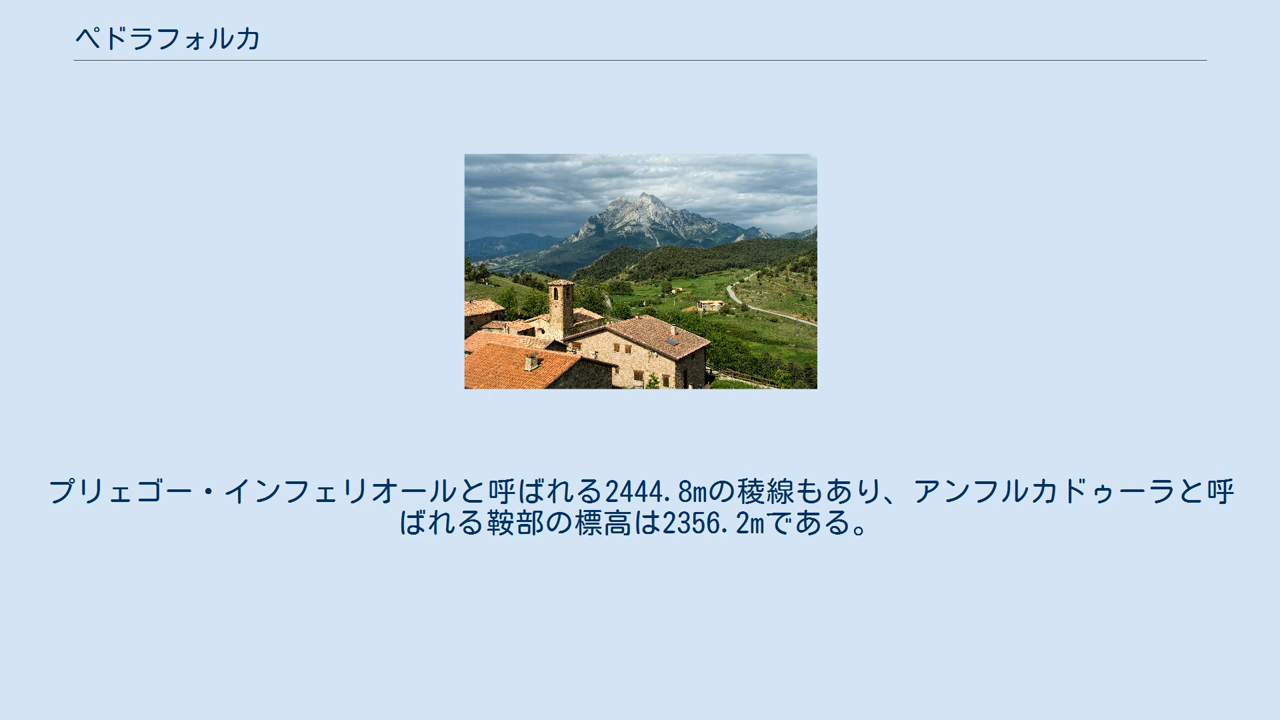 ペドラフォルカ
プリェゴー・インフェリオールと呼ばれる2444.8mの稜線もあり、アンフルカドゥーラと呼
ばれる鞍部の標高は2356.2mである。